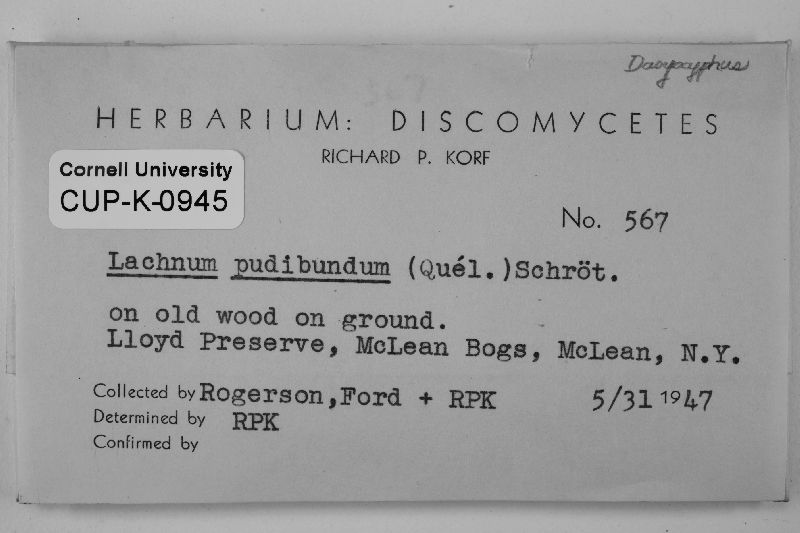 Dasyscyphus
HERBARIUM: DISCOMYCETES
RICHARD P. KORF
Cornell University
CUP-K-0945
No. 567
Lachnum pudibundum (Quél.)Schröt.
on old wood on ground.
Lloyd Preserve, McLean Bogs, McLean, N.Y.
Collected by Rogerson,Ford + RPK 5/31 1947
Determined by RPK
Confirmed by